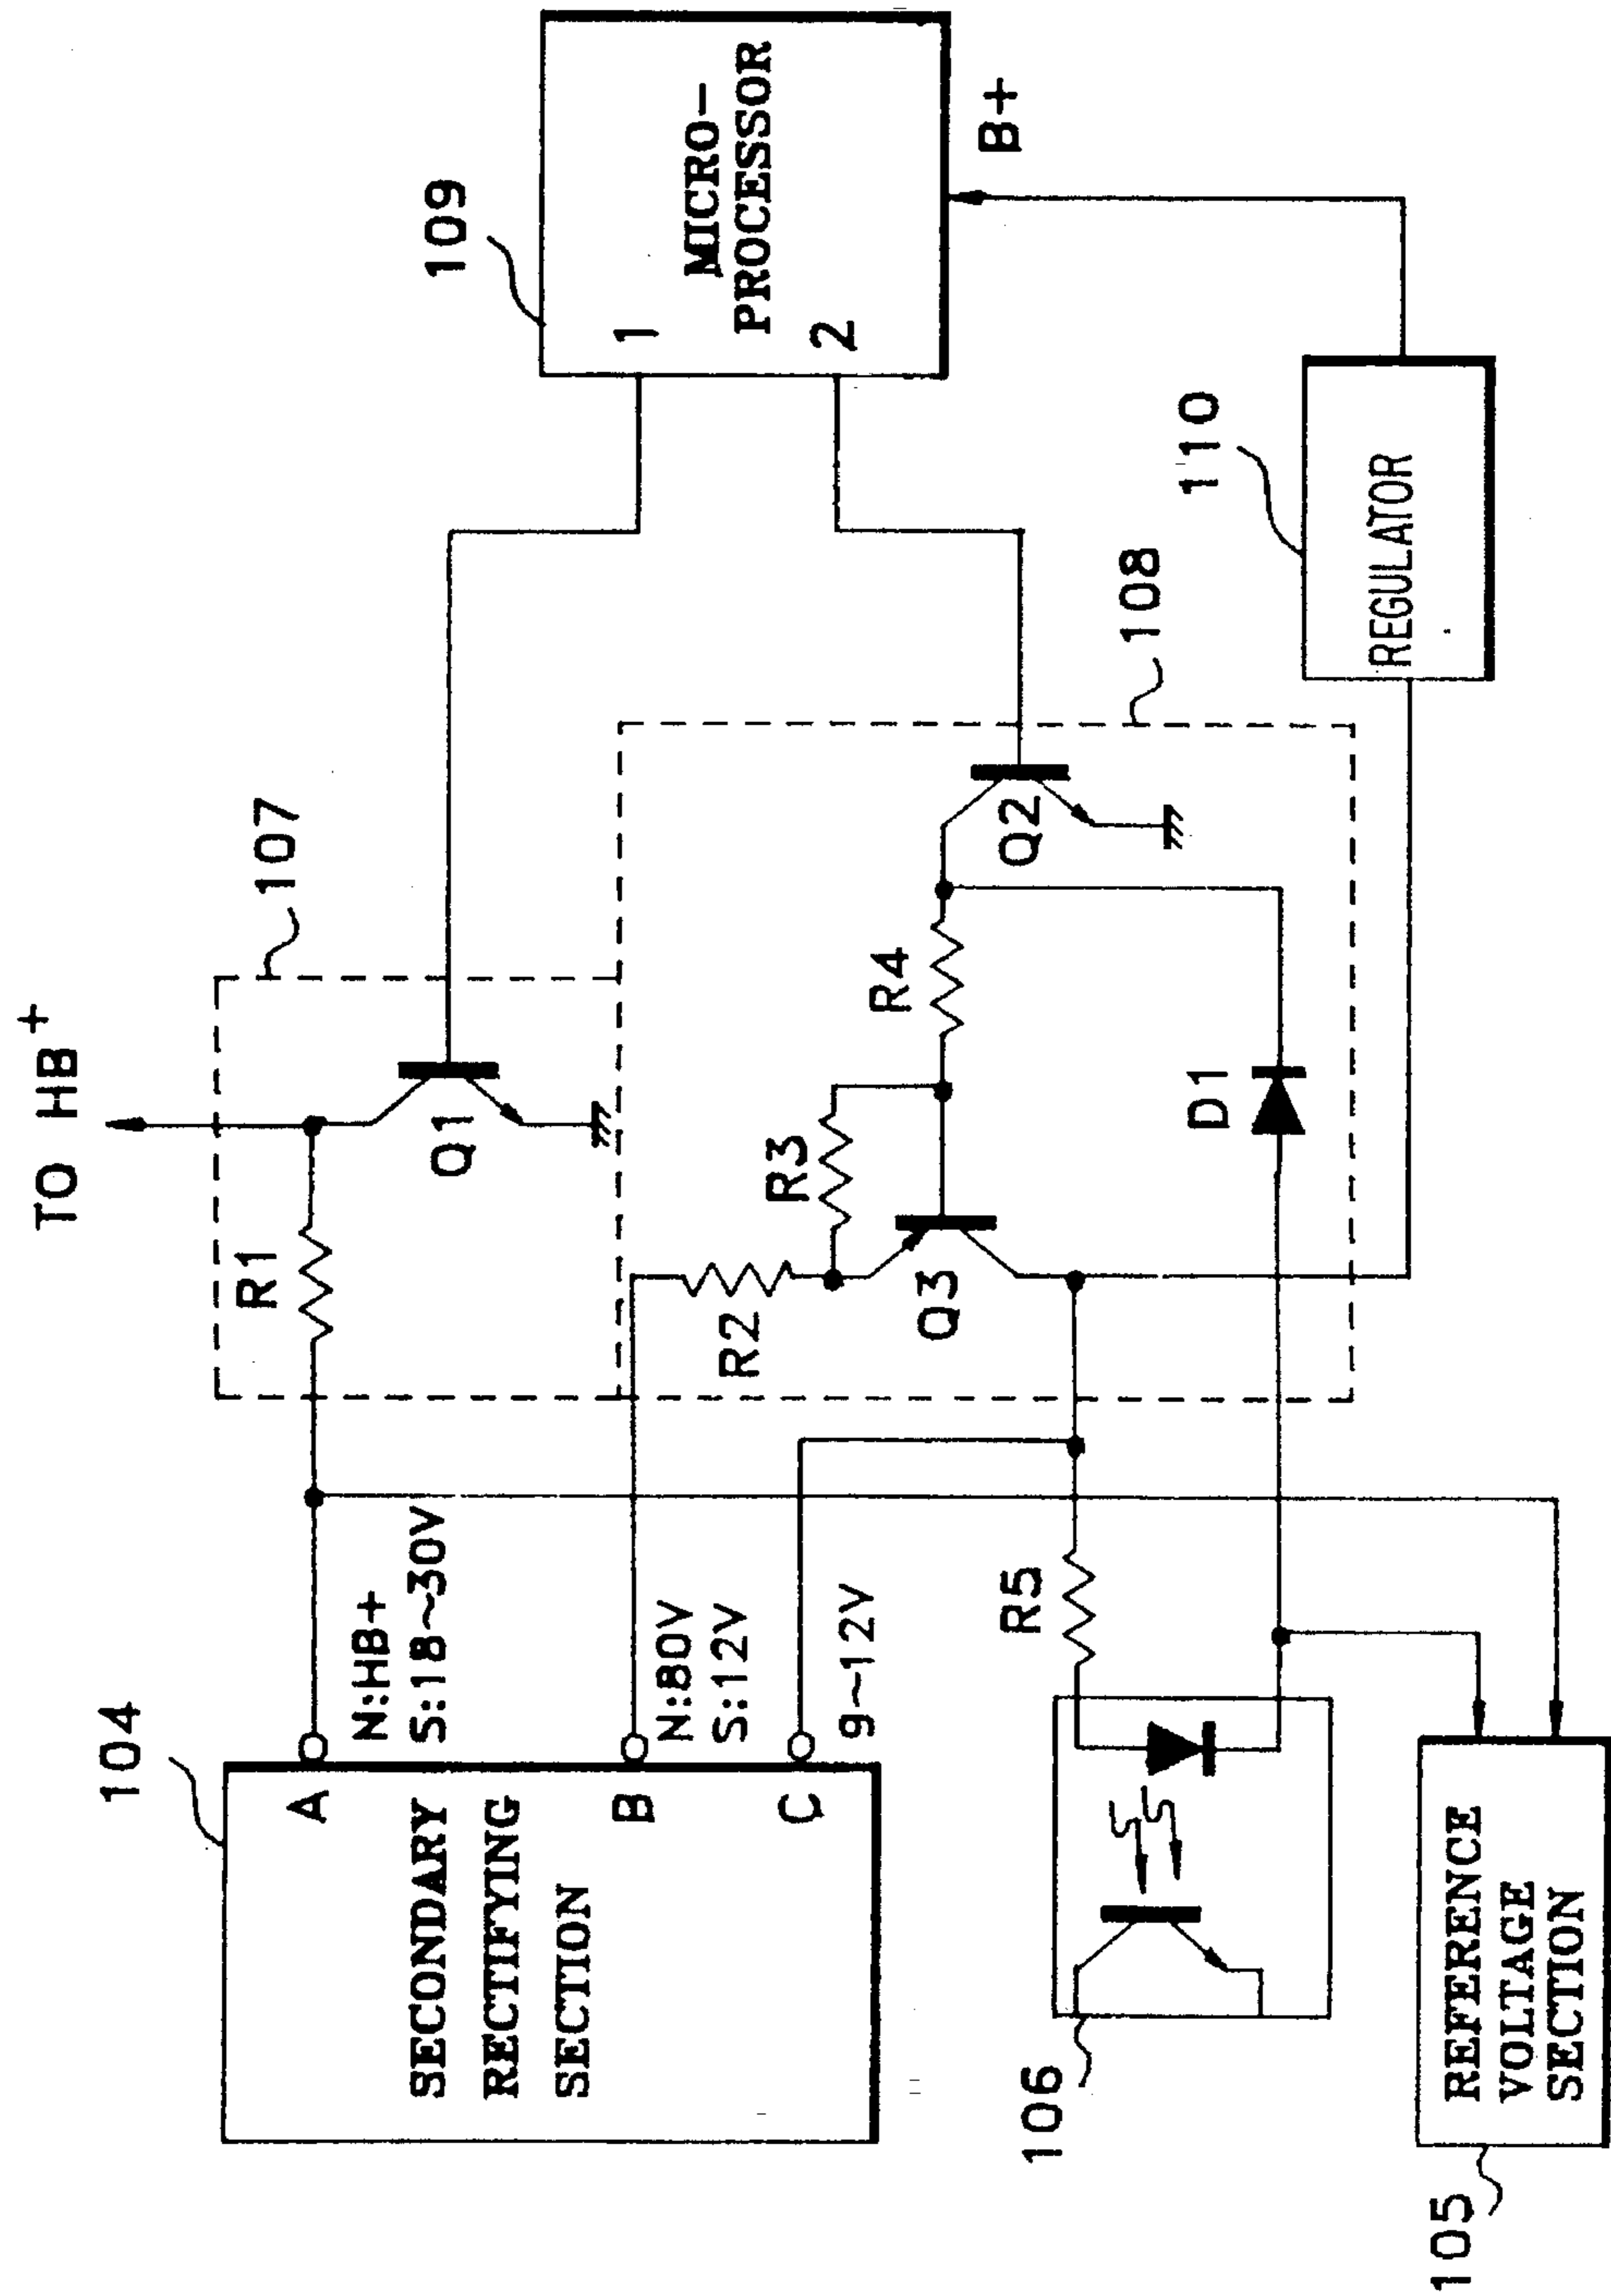 104
A
SECONDARY
RECTIFYING
SECTION
B
C
N:HB+
S:18~30V
N:80V
S:12V
9~12V
TO HB+
107
R1
Q1
109
1
MICRO-
PROCESSOR
2
B+
R2
R3
Q3
R4
Q2
108
D1
R5
106
105
REFERENCE
VOLTAGE
SECTION
110
REGULATOR